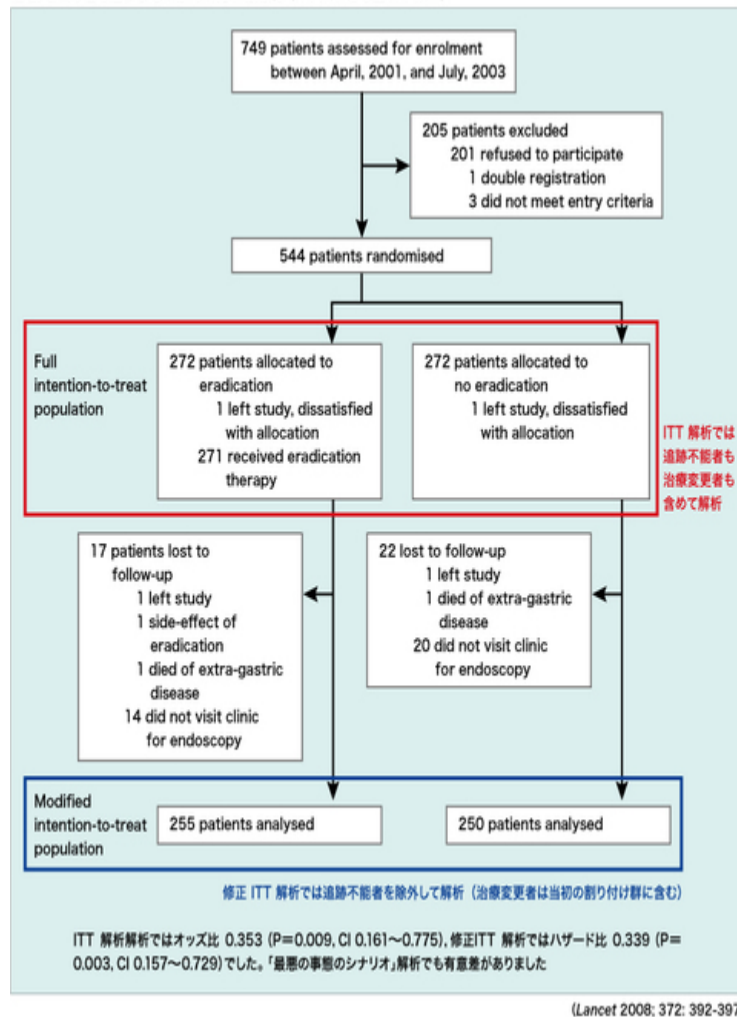 749 patients assessed for enrolment
between April, 2001, and July, 2003
205 patients excluded
201 refused to participate
1 double registration
3 did not meet entry criteria
544 patients randomised
Full
intention-to-treat
population
272 patients allocated to
eradication
1 left study, dissatisfied
with allocation
271 received eradication
therapy
272 patients allocated to
no eradication
1 left study, dissatisfied
with allocation
ITT 解析では
追跡不能者も
治療変更者も
含めて解析
17 patients lost to
follow-up
1 left study
1 side-effect of
eradication
1 died of extra-gastric
disease
14 did not visit clinic
for endoscopy
22 lost to follow-up
1 left study
1 died of extra-gastric
disease
20 did not visit clinic
for endoscopy
Modified
intention-to-treat
population
255 patients analysed
250 patients analysed
修正 ITT 解析では追跡不能者を除外して解析（治療変更者は当初の割り付け群に含む）
ITT 解析解析ではオッズ比 0.353 (P=0.009, CI 0.161〜0.775), 修正ITT 解析ではハザード比 0.339 (P=
0.003, CI 0.157〜0.729) でした。「最悪の事態のシナリオ」解析でも有意差がありました
(Lancet 2008; 372: 392-397